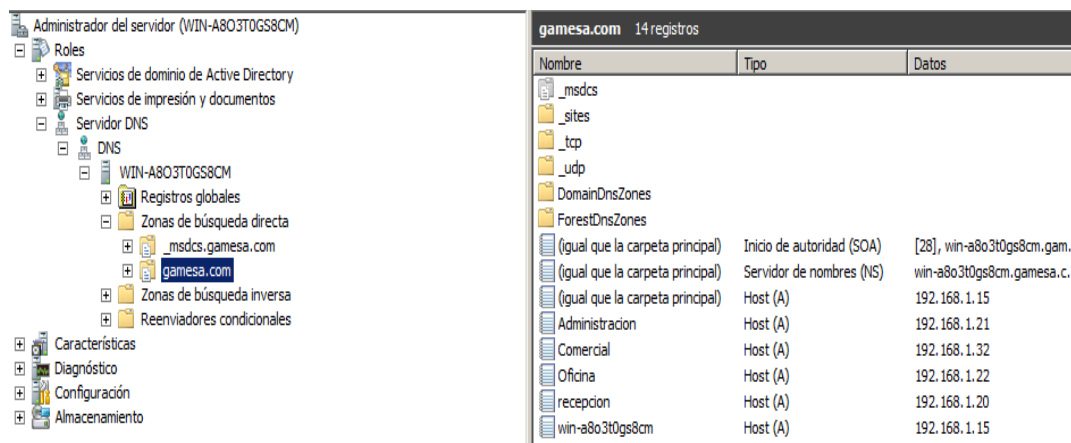 Administrador del servidor (WIN-A8O3T0GS8CM)
Roles
Servicios de dominio de Active Directory
Servicios de impresión y documentos
Servidor DNS
DNS
WIN-A8O3T0GS8CM
Registros globales
Zonas de búsqueda directa
_msdcs.gamesa.com
gamesa.com
Zonas de búsqueda inversa
Reenviadores condicionales
Características
Diagnóstico
Configuración
Almacenamiento
gamesa.com 14 registros
Nombre Tipo Datos
_msdcs
_sites
_tcp
_udp
DomainDnsZones
ForestDnsZones
(igual que la carpeta principal) Inicio de autoridad (SOA) [28], win-a8o3t0gs8cm.gam.
(igual que la carpeta principal) Servidor de nombres (NS) win-a8o3t0gs8cm.gamesa.c.
(igual que la carpeta principal) Host (A) 192.168.1.15
Administracion Host (A) 192.168.1.21
Comercial Host (A) 192.168.1.32
Oficina Host (A) 192.168.1.22
recepcion Host (A) 192.168.1.20
win-a8o3t0gs8cm Host (A) 192.168.1.15